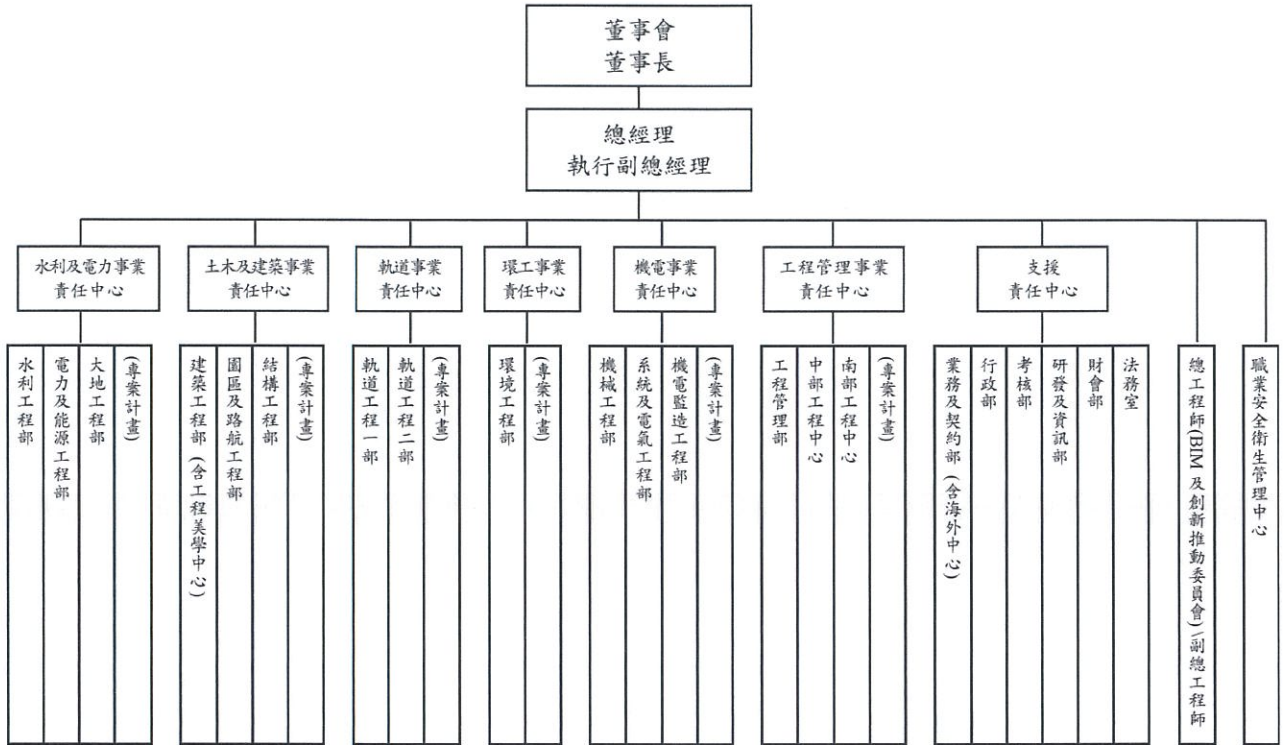 董事會
董事長
總經理
執行副總經理
水利及電力事業
責任中心
土木及建築事業
責任中心
軌道事業
責任中心
環工事業
責任中心
機電事業
責任中心
工程管理事業
責任中心
支援
責任中心
水利工程部
電力及能源工程部
大地工程部
(專案計畫)
建築工程部(含工程美學中心)
園區及路航工程部
結構工程部
(專案計畫)
軌道工程一部
軌道工程二部
(專案計畫)
環境工程部
(專案計畫)
機械工程部
系統及電氣工程部
機電監造工程部
(專案計畫)
工程管理部
中部工程中心
南部工程中心
(專案計畫)
業務及契約部(含海外中心)
行政部
考核部
研發及資訊部
財會部
法務室
總工程師(BIM 及創新推動委員會)\副總工程師
職業安全衛生管理中心